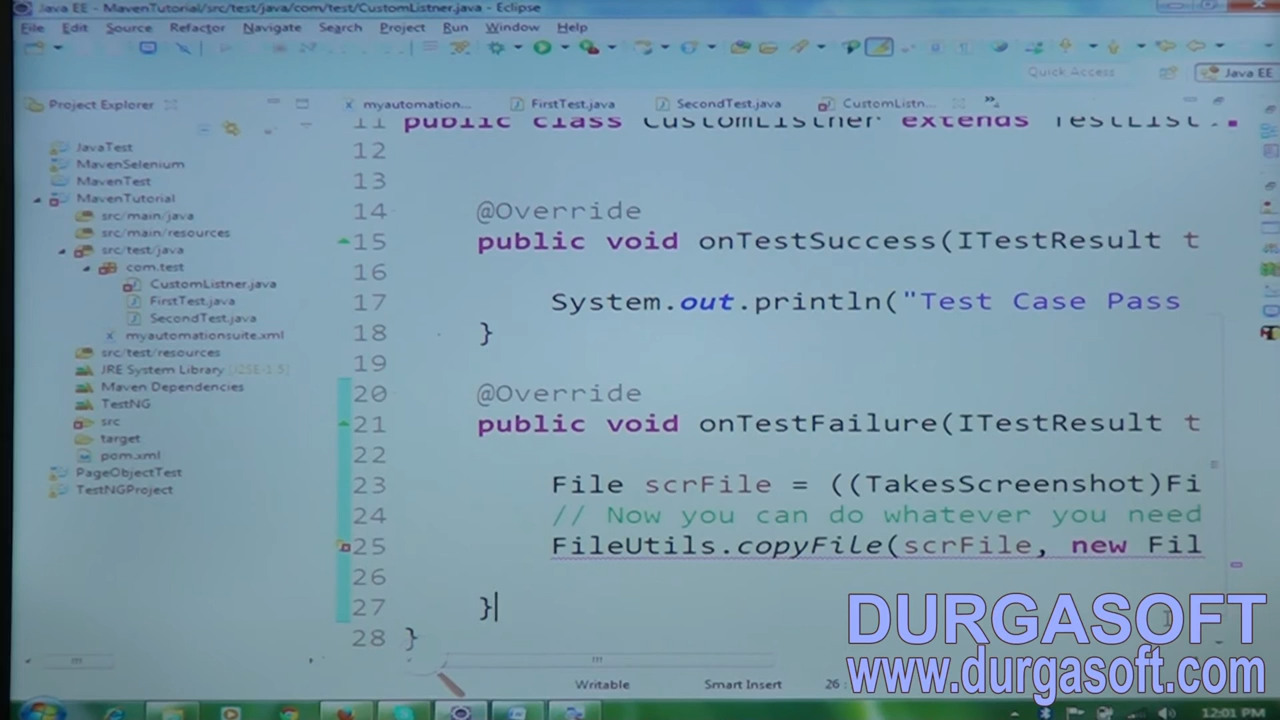 Java EE - MavenTutorial/src/test/java/com/test/CustomListner.java - Eclipse
File Edit Source Refactor Navigate Search Project Run Window Help
Quick Access
Java EE
Project Explorer
myautomation... FirstTest.java SecondTest.java CustomListn...
JavaTest
MavenSelenium
MavenTest
MavenTutorial
src/main/java
src/main/resources
src/test/java
com.test
CustomListner.java
FirstTest.java
SecondTest.java
myautomationsuite.xml
src/test/resources
JRE System Library [J2SE-1.5]
Maven Dependencies
TestNG
src
target
pom.xml
PageObjectTest
TestNGProject
11 public class CustomListner extends TestList
12
13
14 @Override
15 public void onTestSuccess(ITestResult t
16
17 System.out.println("Test Case Pass
18 }
19
20 @Override
21 public void onTestFailure(ITestResult t
22
23 File scrFile = ((TakesScreenshot)Fi
24 // Now you can do whatever you need
25 FileUtils.copyFile(scrFile, new Fil
26
27 }
28 }
Writable Smart Insert 26 :
DURGASOFT
www.durgasoft.com
12:01 PM